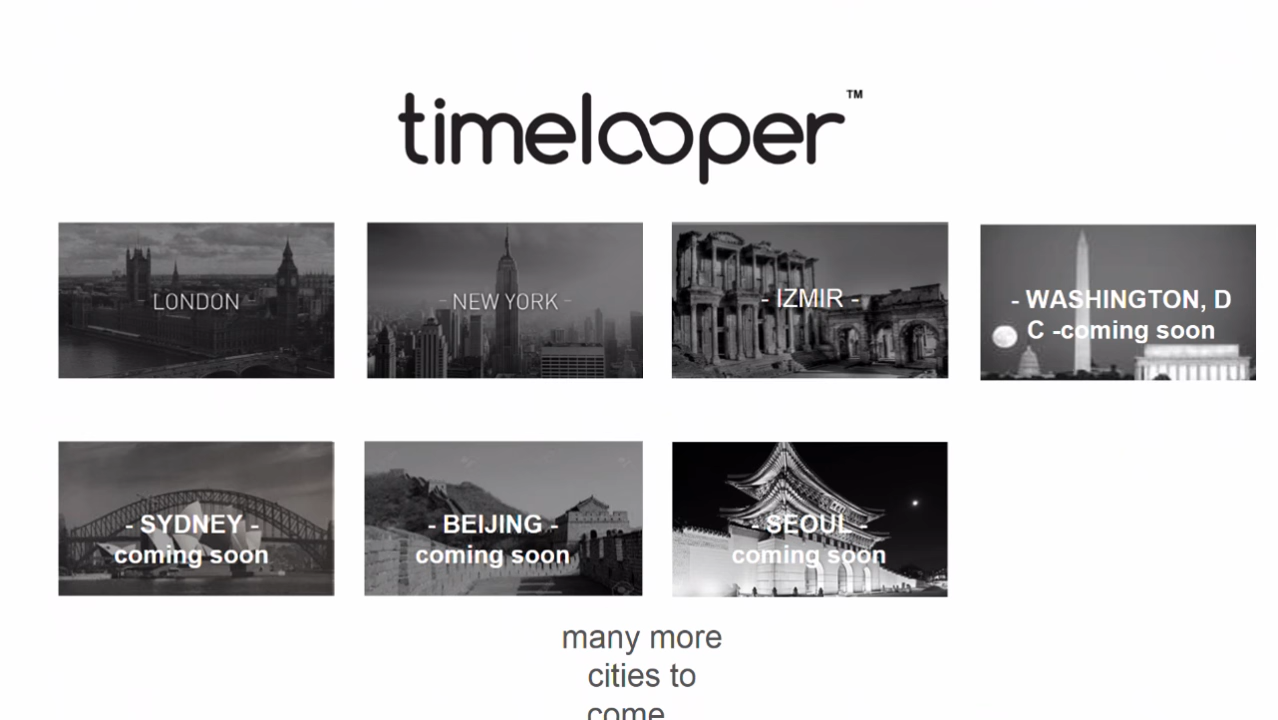 timelooper™
- LONDON -
- NEW YORK -
- IZMIR -
- WASHINGTON, D
C -coming soon
- SYDNEY -
coming soon
- BEIJING -
coming soon
- SEOUL -
coming soon
many more
cities to
come